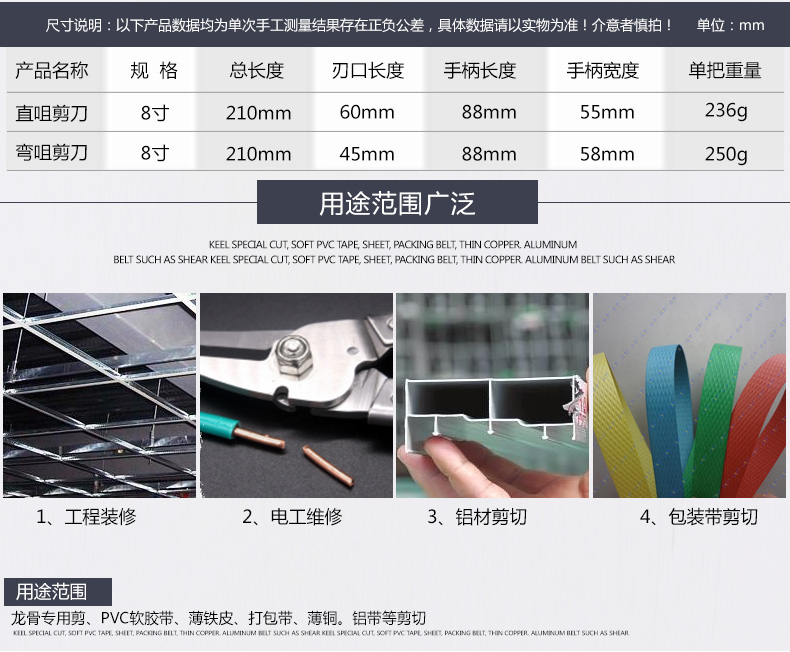 尺寸说明：以下产品数据均为单次手工测量结果存在正负公差，具体数据请以实物为准！介意者慎拍！ 单位：mm
产品名称 规 格 总长度 刃口长度 手柄长度 手柄宽度 单把重量
直咀剪刀 8寸 210mm 60mm 88mm 55mm 236g
弯咀剪刀 8寸 210mm 45mm 88mm 58mm 250g
用途范围广泛
KEEL SPECIAL CUT, SOFT PVC TAPE, SHEET, PACKING BELT, THIN COPPER. ALUMINUM
BELT SUCH AS SHEAR KEEL SPECIAL CUT, SOFT PVC TAPE, SHEET, PACKING BELT, THIN COPPER. ALUMINUM BELT SUCH AS SHEAR
1、工程装修 2、电工维修 3、铝材剪切 4、包装带剪切
用途范围
龙骨专用剪、PVC软胶带、薄铁皮、打包带、薄铜。铝带等剪切
KEEL SPECIAL CUT, SOFT PVC TAPE, SHEET, PACKING BELT, THIN COPPER. ALUMINUM BELT SUCH AS SHEAR KEEL SPECIAL CUT, SOFT PVC TAPE, SHEET, PACKING BELT, THIN COPPER. ALUMINUM BELT SUCH AS SHEAR